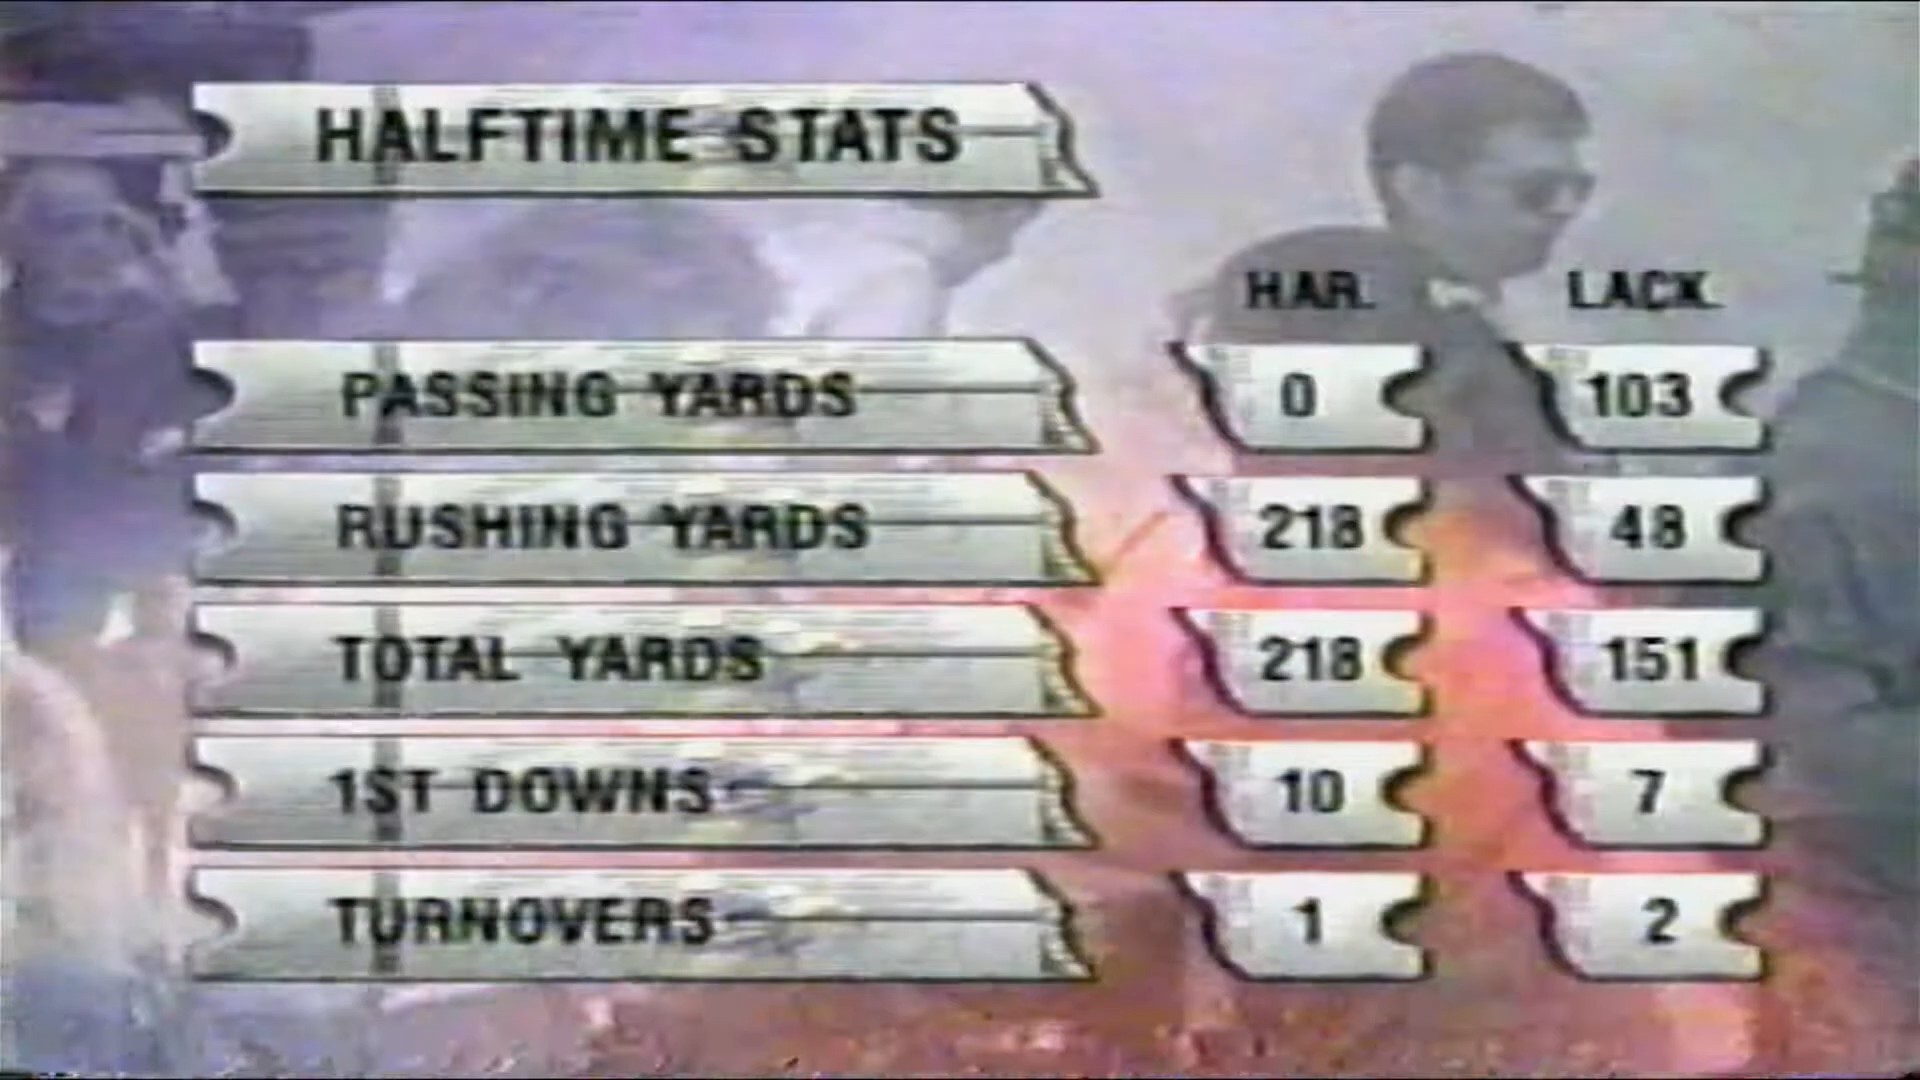 HALFTIME STATS
HAR. LACK.
PASSING YARDS 0 103
RUSHING YARDS 218 48
TOTAL YARDS 218 151
1ST DOWNS 10 7
TURNOVERS 1 2